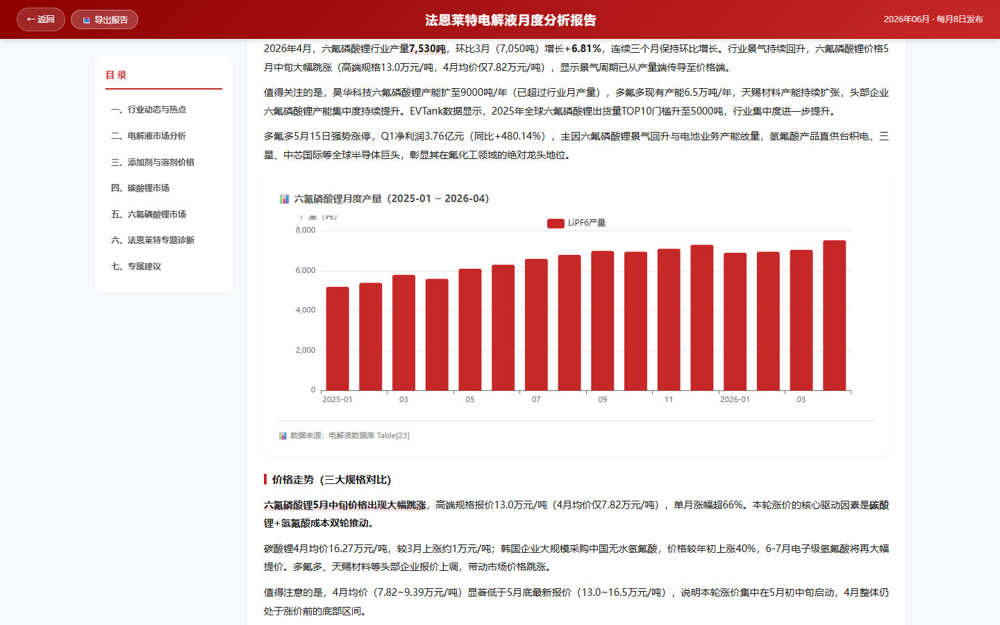 ← 返回
导出报告
法恩莱特电解液月度分析报告
2026年06月 · 每月8日发布
目 录
一、行业动态与热点
二、电解液市场分析
三、添加剂与溶剂价格
四、碳酸锂市场
五、六氟磷酸锂市场
六、法恩莱特专题诊断
七、专属建议
2026年4月，六氟磷酸锂行业产量7,530吨，环比3月（7,050吨）增长+6.81%，连续三个月保持环比增长。行业景气持续回升，六氟磷酸锂价格5
月中旬大幅跳涨（高端规格13.0万元/吨，4月均价仅7.82万元/吨），显示景气周期已从产量端传导至价格端。
值得关注的是，昊华科技六氟磷酸锂产能扩至9000吨/年（已超过行业月产量），多氟多现有产能6.5万吨/年，天赐材料产能持续扩张，头部企业
六氟磷酸锂产能集中度持续提升。EVTank数据显示，2025年全球六氟磷酸锂出货量TOP10门槛升至5000吨，行业集中度进一步提升。
多氟多5月15日强势涨停，Q1净利润3.76亿元（同比+480.14%），主因六氟磷酸锂景气回升与电池业务产能放量，氢氟酸产品直供台积电、三
星、中芯国际等全球半导体巨头，彰显其在氟化工领域的绝对龙头地位。
六氟磷酸锂月度产量（2025-01 ~ 2026-04）
产量（吨）
LiPF6产量
8,000
6,000
4,000
2,000
0
2025-01 03 05 07 09 11 2026-01 03
数据来源：电解液数据库 Table[23]
价格走势（三大规格对比）
六氟磷酸锂5月中旬价格出现大幅跳涨，高端规格报价13.0万元/吨（4月均价仅7.82万元/吨），单月涨幅超66%。本轮涨价的核心驱动因素是碳酸
锂+氢氟酸成本双轮推动。
碳酸锂4月均价16.27万元/吨，较3月上涨约1万元/吨；韩国企业大规模采购中国无水氢氟酸，价格较年初上涨40%，6-7月电子级氢氟酸将再大幅
提价。多氟多、天赐材料等头部企业报价上调，带动市场价格跳涨。
值得注意的是，4月均价（7.82~9.39万元/吨）显著低于5月底最新报价（13.0~16.5万元/吨），说明本轮涨价集中在5月初中旬启动，4月整体仍
处于涨价前的底部区间。